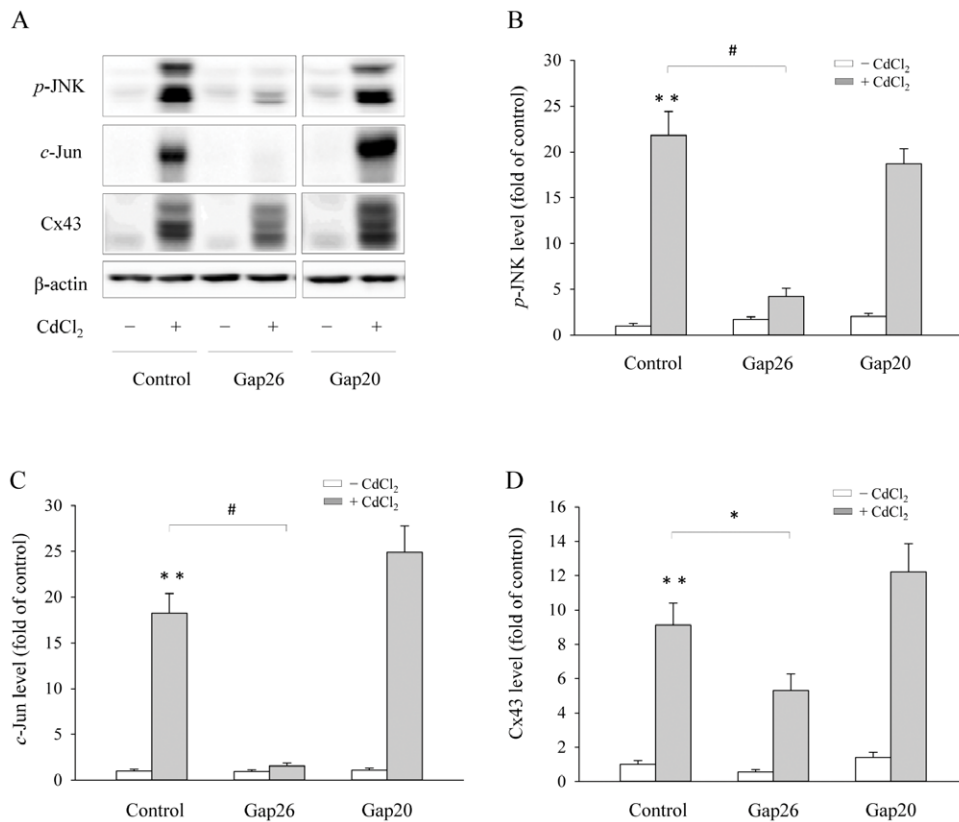 A
p-JNK
c-Jun
Cx43
β-actin
CdCl₂
− + − + − +
Control Gap26 Gap20
B
− CdCl₂
+ CdCl₂
#
* *
p-JNK level (fold of control)
30
25
20
15
10
5
0
Control Gap26 Gap20
C
− CdCl₂
+ CdCl₂
#
* *
c-Jun level (fold of control)
30
25
20
15
10
5
0
Control Gap26 Gap20
D
− CdCl₂
+ CdCl₂
*
* *
Cx43 level (fold of control)
16
14
12
10
8
6
4
2
0
Control Gap26 Gap20